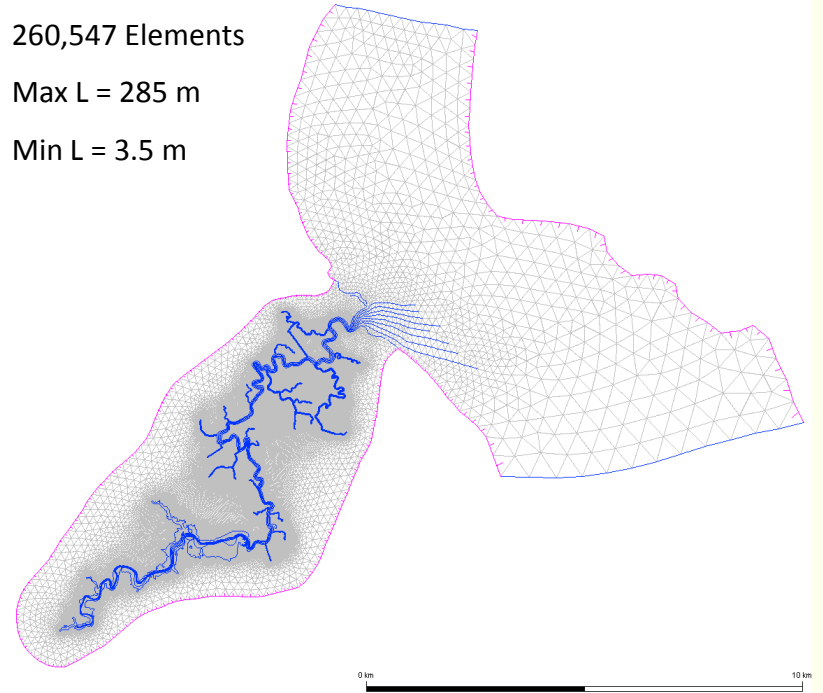 260,547 Elements
Max L = 285 m
Min L = 3.5 m
0 km
10 km